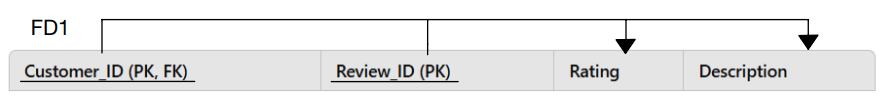 FD1
Customer_ID (PK, FK) Review_ID (PK) Rating Description